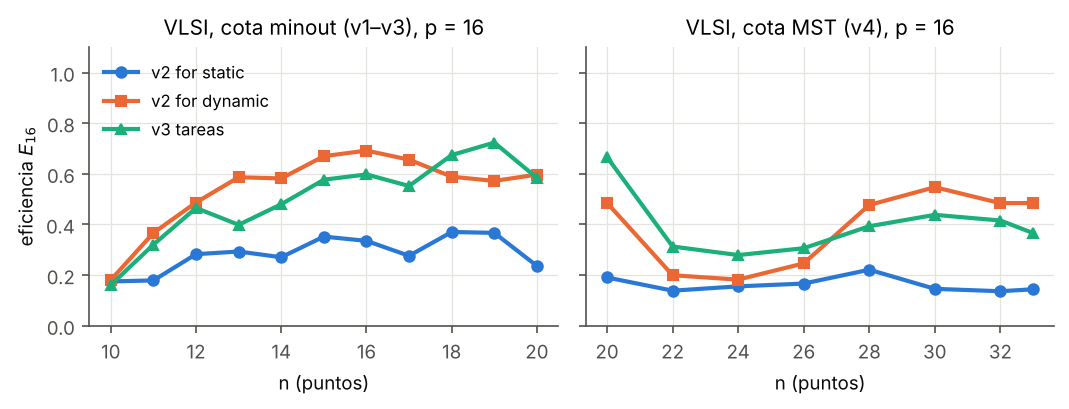 VLSI, cota minout (v1–v3), p = 16
v2 for static
v2 for dynamic
v3 tareas
eficiencia E₁₆
1.0
0.8
0.6
0.4
0.2
0.0
10 12 14 16 18 20
n (puntos)
VLSI, cota MST (v4), p = 16
20 22 24 26 28 30 32
n (puntos)